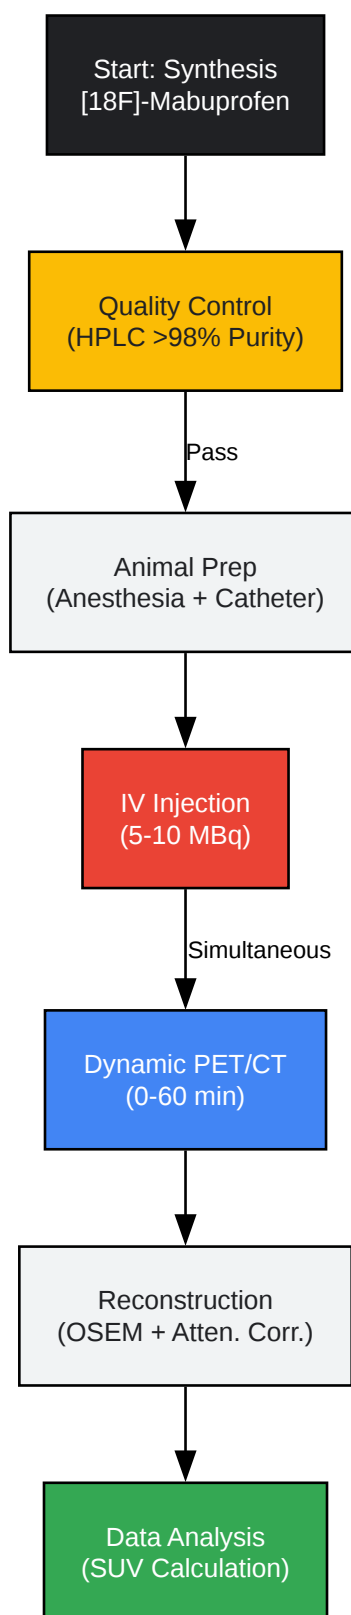 Start: Synthesis
[18F]-Mabuprofen
Quality Control
(HPLC >98% Purity)
Pass
Animal Prep
(Anesthesia + Catheter)
IV Injection
(5-10 MBq)
Simultaneous
Dynamic PET/CT
(0-60 min)
Reconstruction
(OSEM + Atten. Corr.)
Data Analysis
(SUV Calculation)